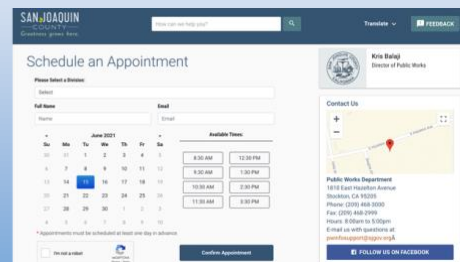 SAN JOAQUIN
COUNTY
Greatness grows here.
How can we help you?
Translate
FEEDBACK
Schedule an Appointment
Please Select a Division:
Select
Full Name
Email
Name
Email
June 2021
Su Mo Tu We Th Fr Sa
30 31 1 2 3 4 5
6 7 8 9 10 11 12
13 14 15 16 17 18 19
20 21 22 23 24 25 26
27 28 29 30 1 2 3
4 5 6 7 8 9 10
Available Times:
8:30 AM 12:30 PM
9:30 AM 1:30 PM
10:30 AM 2:30 PM
11:30 AM 3:30 PM
* Appointments must be scheduled at least one day in advance.
I'm not a robot
Confirm Appointment
Kris Balaji
Director of Public Works
Contact Us
+
−
Public Works Department
1810 East Hazelton Avenue
Stockton, CA 95205
Phone: (209) 468-3000
Fax: (209) 468-2999
Hours: 8:00am to 5:00pm
E-mail us with questions at:
pwinfosupport@sjgov.orgÂ
FOLLOW US ON FACEBOOK